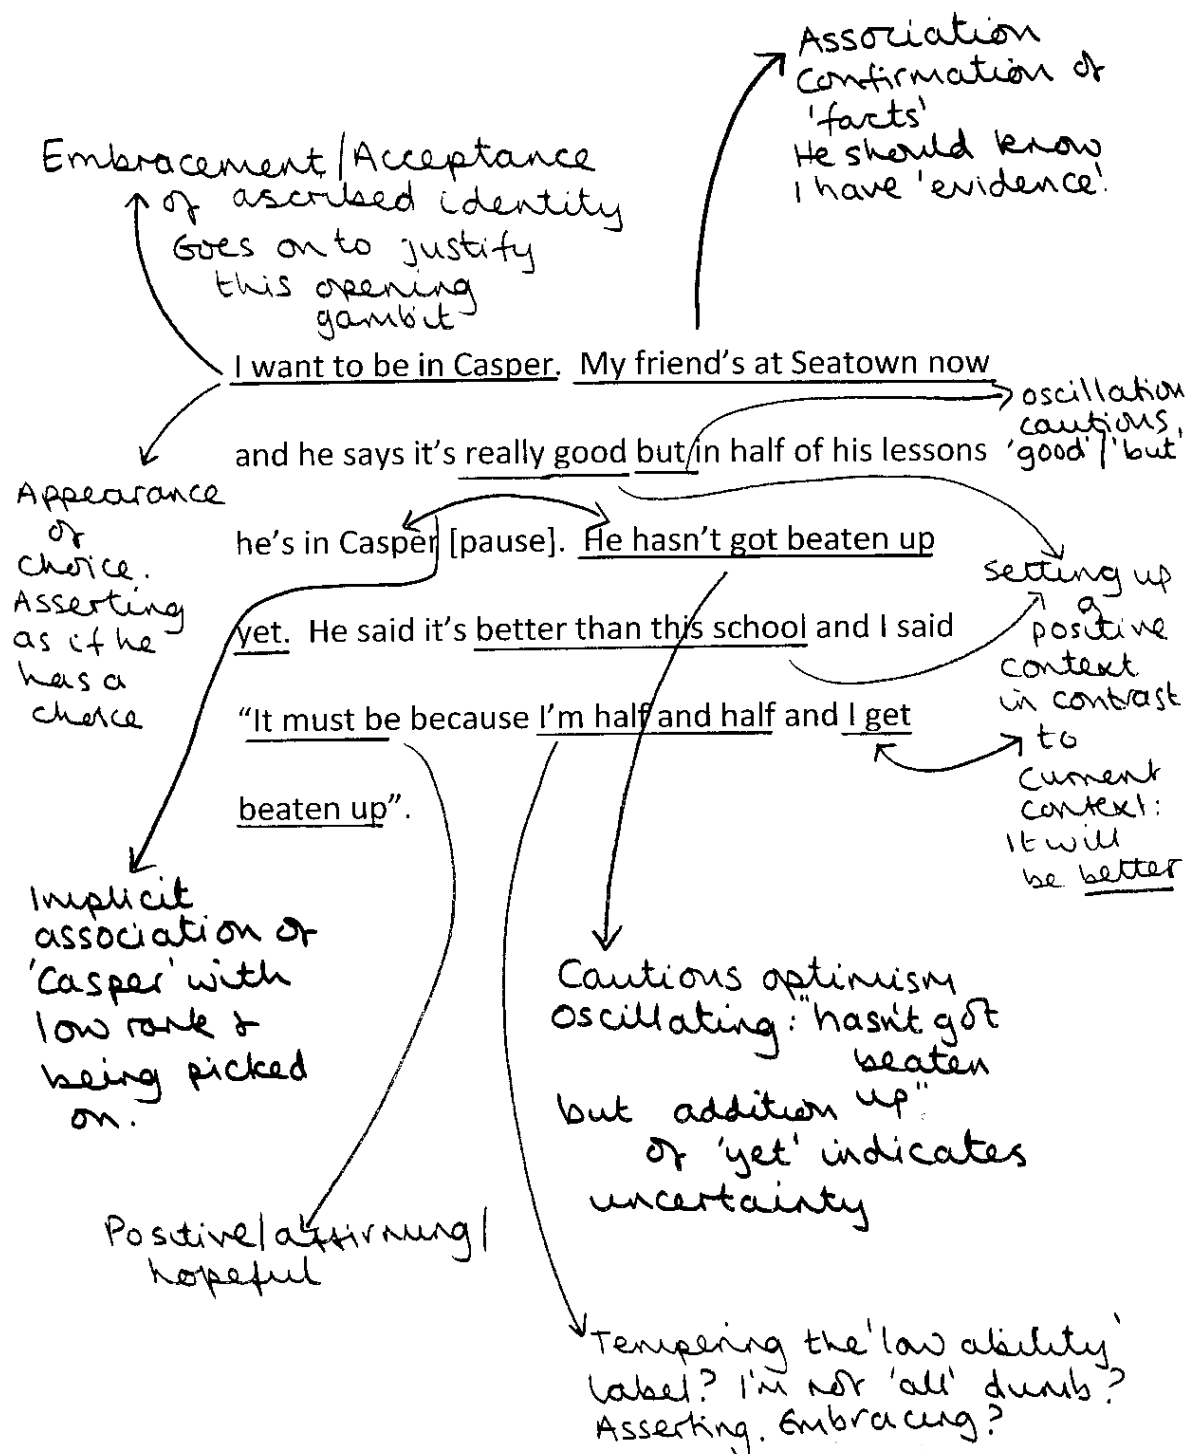 Association
Confirmation of
'facts'
He should know
I have 'evidence'.
Embracement/Acceptance
of ascribed identity
Goes on to justify
this opening
gambit
I want to be in Casper. My friend's at Seatown now
oscillation
cautious,
'good'/'but'
and he says it's really good but in half of his lessons
Appearance
of
choice.
Asserting
as if he
has a
choice
he's in Casper [pause]. He hasn't got beaten up
setting up
a
positive
context
in contrast
to
current
context:
It will
be better
yet. He said it's better than this school and I said
"It must be because I'm half and half and I get
beaten up".
Implicit
association of
'Casper' with
low rank &
being picked
on.
Cautious optimism
oscillating: "hasn't got
beaten
up"
but addition
of 'yet' indicates
uncertainty
Positive/affirming/
hopeful
Tempering the 'low ability'
label? I'm not 'all' dumb?
Asserting. Embracing?